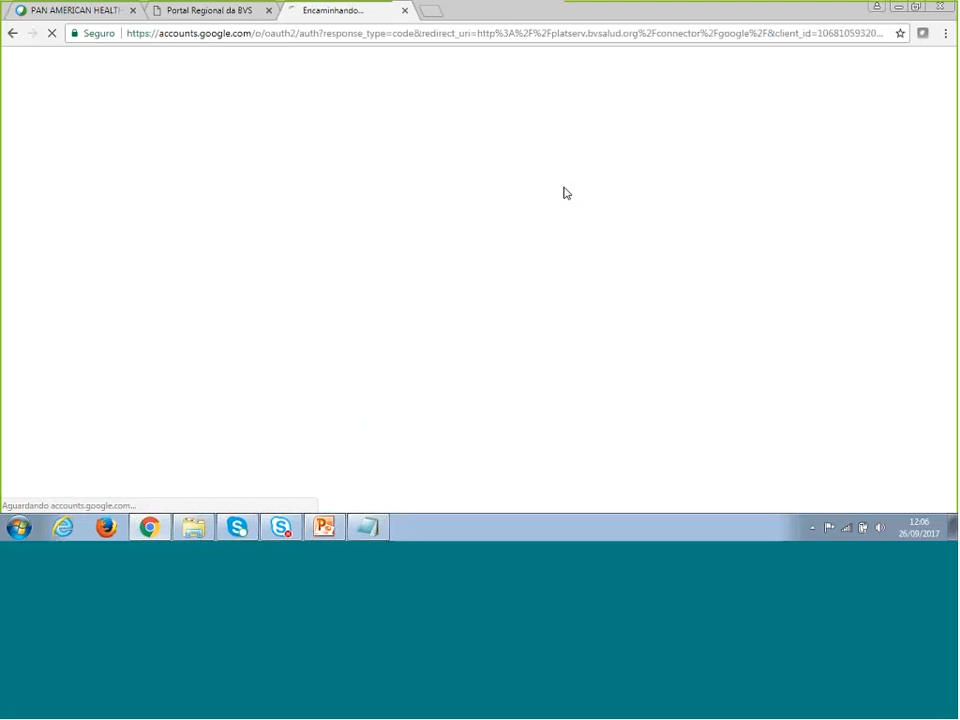 PAN AMERICAN HEALTH
Portal Regional da BVS
Encaminhando...
Seguro
https://accounts.google.com/o/oauth2/auth?response_type=code&redirect_uri=http%3A%2F%2Fplatserv.bvsalud.org%2Fconnector%2Fgoogle%2F&client_id=10681059320...
Aguardando accounts.google.com...
12:06
26/09/2017